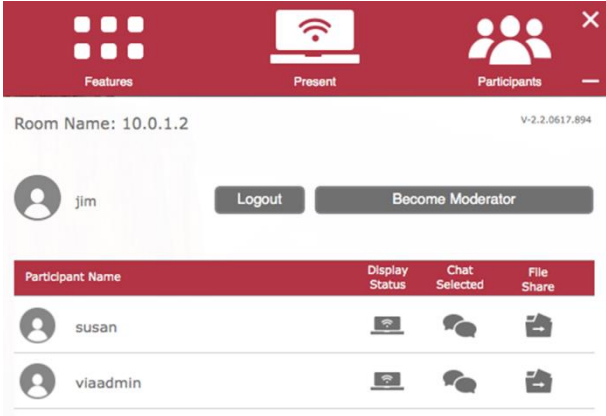 Features Present Participants
Room Name: 10.0.1.2 V-2.2.0617.894
jim Logout Become Moderator
Participant Name Display Status Chat Selected File Share
susan
viaadmin